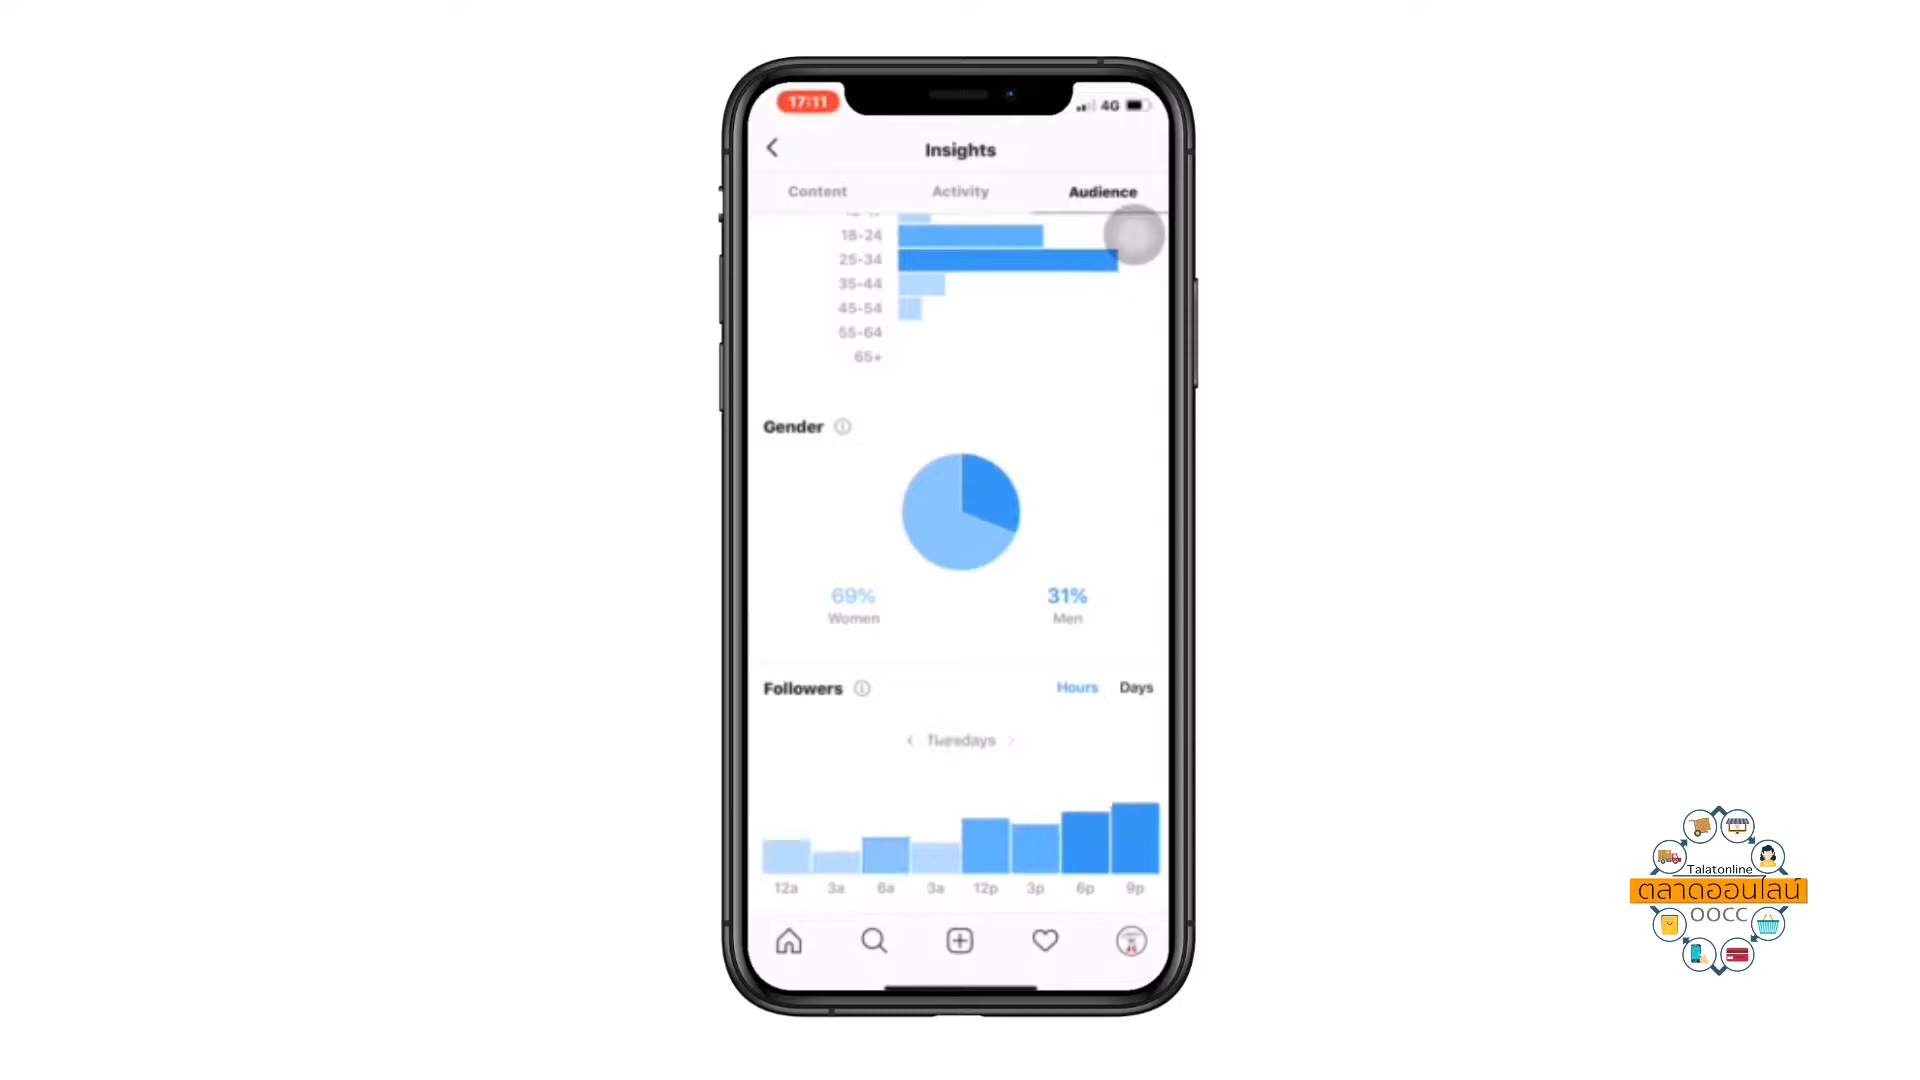 17:11
4G
Insights
Content Activity Audience
18-24
25-34
35-44
45-54
55-64
65+
Gender
69% 31%
Women Men
Followers Hours Days
Tuesdays
12a 3a 6a 3a 12p 3p 6p 9p
Talatonline
ตลาดออนไลน์
OOCC